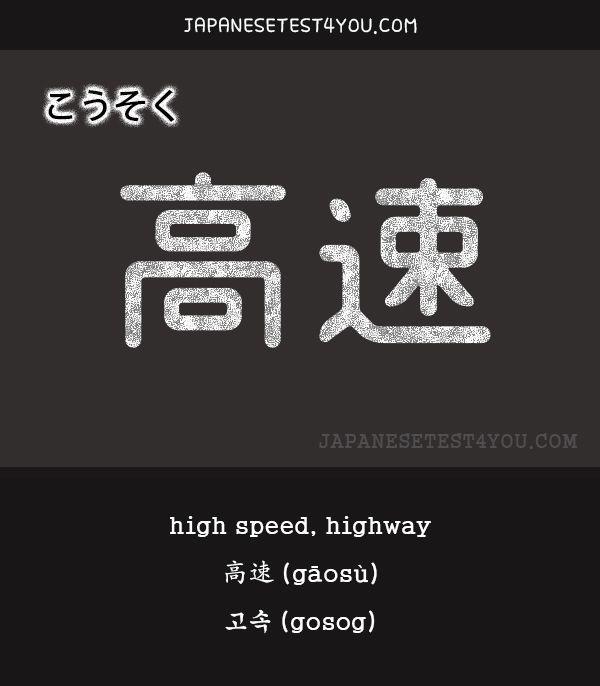 JAPANESETEST4YOU.COM
こうそく
高速
JAPANESETEST4YOU.COM
high speed, highway
高速 (gāosù)
고속 (gosog)